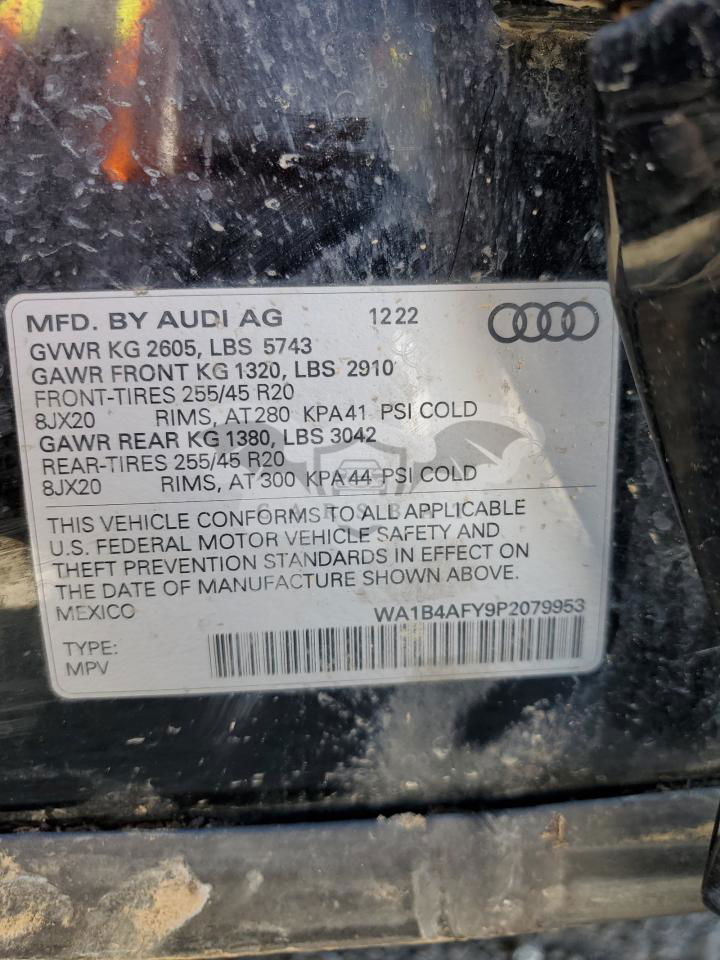 MFD. BY AUDI AG 1222
GVWR KG 2605, LBS 5743
GAWR FRONT KG 1320, LBS 2910
FRONT-TIRES 255/45 R20
8JX20 RIMS, AT 280 KPA 41 PSI COLD
GAWR REAR KG 1380, LBS 3042
REAR-TIRES 255/45 R20
8JX20 RIMS, AT 300 KPA 44 PSI COLD
THIS VEHICLE CONFORMS TO ALL APPLICABLE
U.S. FEDERAL MOTOR VEHICLE SAFETY AND
THEFT PREVENTION STANDARDS IN EFFECT ON
THE DATE OF MANUFACTURE SHOWN ABOVE.
MEXICO WA1B4AFY9P2079953
TYPE:
MPV